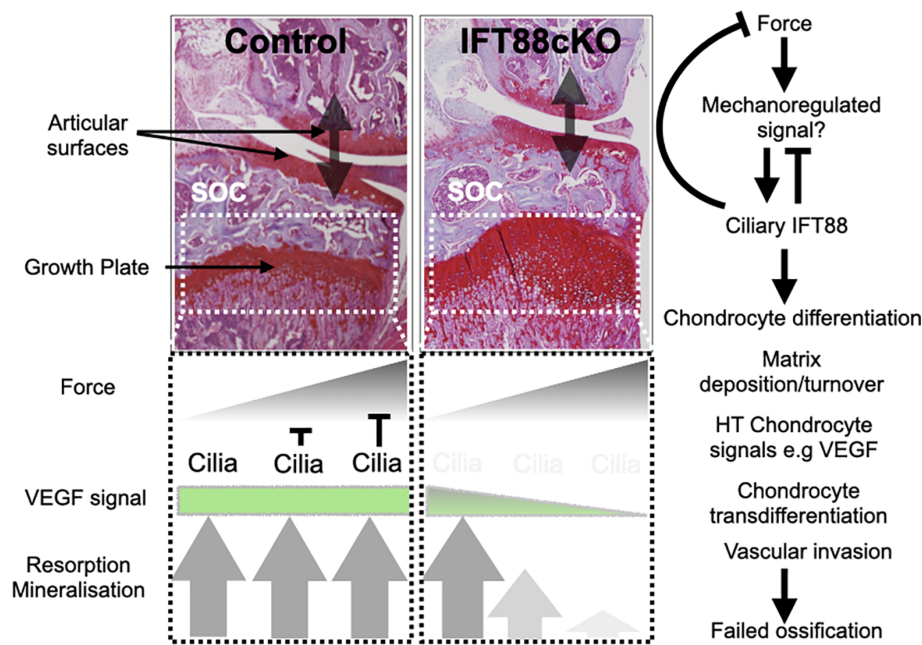 Control
IFT88cKO
Articular
surfaces
SOC
SOC
Growth Plate
Force
Cilia
Cilia
Cilia
Cilia
Cilia
Cilia
VEGF signal
Resorption
Mineralisation
Force
Mechanoregulated
signal?
Ciliary IFT88
Chondrocyte differentiation
Matrix
deposition/turnover
HT Chondrocyte
signals e.g VEGF
Chondrocyte
transdifferentiation
Vascular invasion
Failed ossification